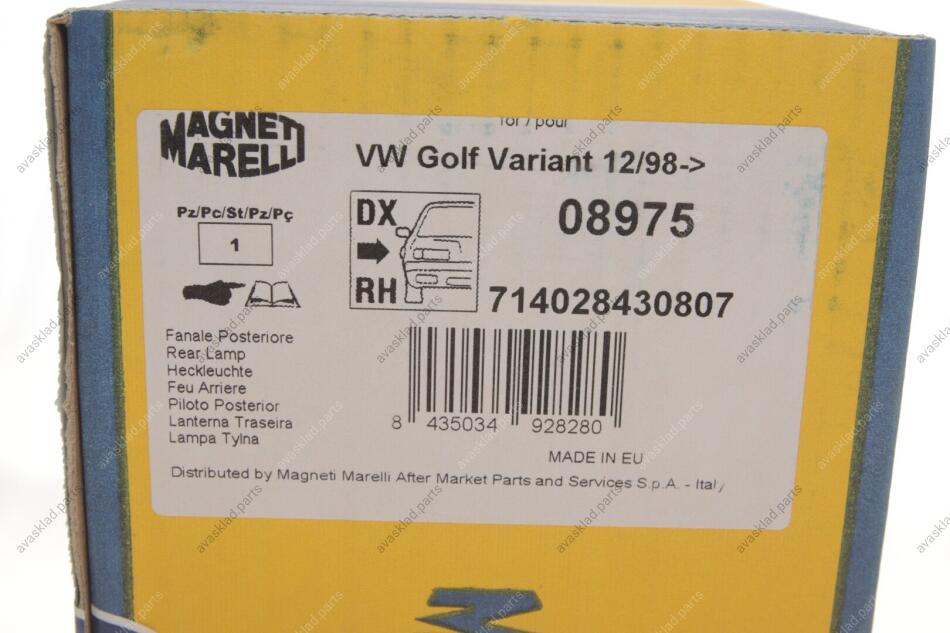 for / pour
MAGNETI
MARELLI
VW Golf Variant 12/98->
Pz/Pc/St/Pz/Pç
1
DX
RH
08975
714028430807
Fanale Posteriore
Rear Lamp
Heckleuchte
Feu Arriere
Piloto Posterior
Lanterna Traseira
Lampa Tylna
8 435034 928280
MADE IN EU
Distributed by Magneti Marelli After Market Parts and Services S.p.A. - Italy
avasklad.parts